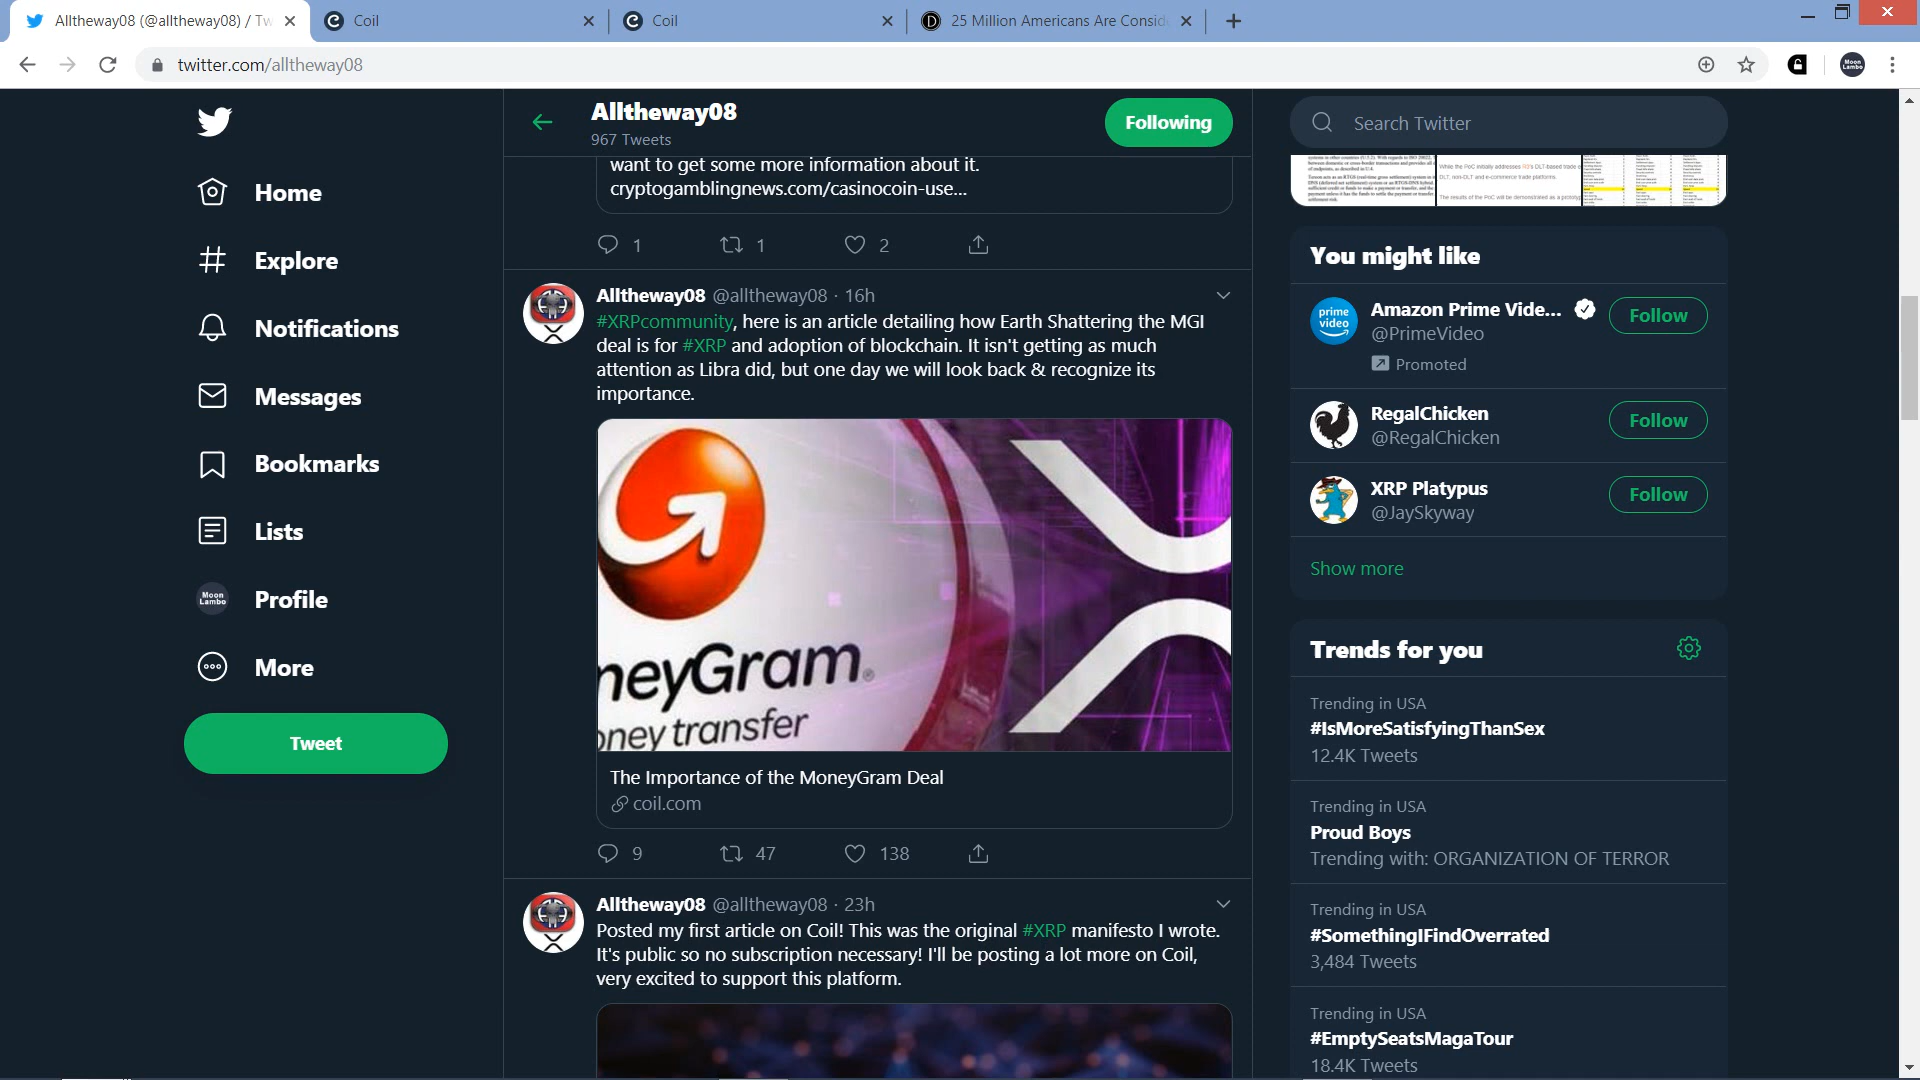 Alltheway08 (@alltheway08) / Tw
Coil
Coil
25 Million Americans Are Consid
twitter.com/alltheway08
Moon Lambo
Home
Explore
Notifications
Messages
Bookmarks
Lists
Moon Lambo
Profile
More
Tweet
Alltheway08
967 Tweets
Following
want to get some more information about it.
cryptogamblingnews.com/casinocoin-use...
1 1 2
Alltheway08 @alltheway08 · 16h
#XRPcommunity, here is an article detailing how Earth Shattering the MGI
deal is for #XRP and adoption of blockchain. It isn't getting as much
attention as Libra did, but one day we will look back & recognize its
importance.
neyGram
oney transfer
The Importance of the MoneyGram Deal
coil.com
9 47 138
Alltheway08 @alltheway08 · 23h
Posted my first article on Coil! This was the original #XRP manifesto I wrote.
It's public so no subscription necessary! I'll be posting a lot more on Coil,
very excited to support this platform.
Search Twitter
You might like
prime video
Amazon Prime Vide...
@PrimeVideo
Promoted
Follow
RegalChicken
@RegalChicken
Follow
XRP Platypus
@JaySkyway
Follow
Show more
Trends for you
Trending in USA
#IsMoreSatisfyingThanSex
12.4K Tweets
Trending in USA
Proud Boys
Trending with: ORGANIZATION OF TERROR
Trending in USA
#SomethingIFindOverrated
3,484 Tweets
Trending in USA
#EmptySeatsMagaTour
18.4K Tweets